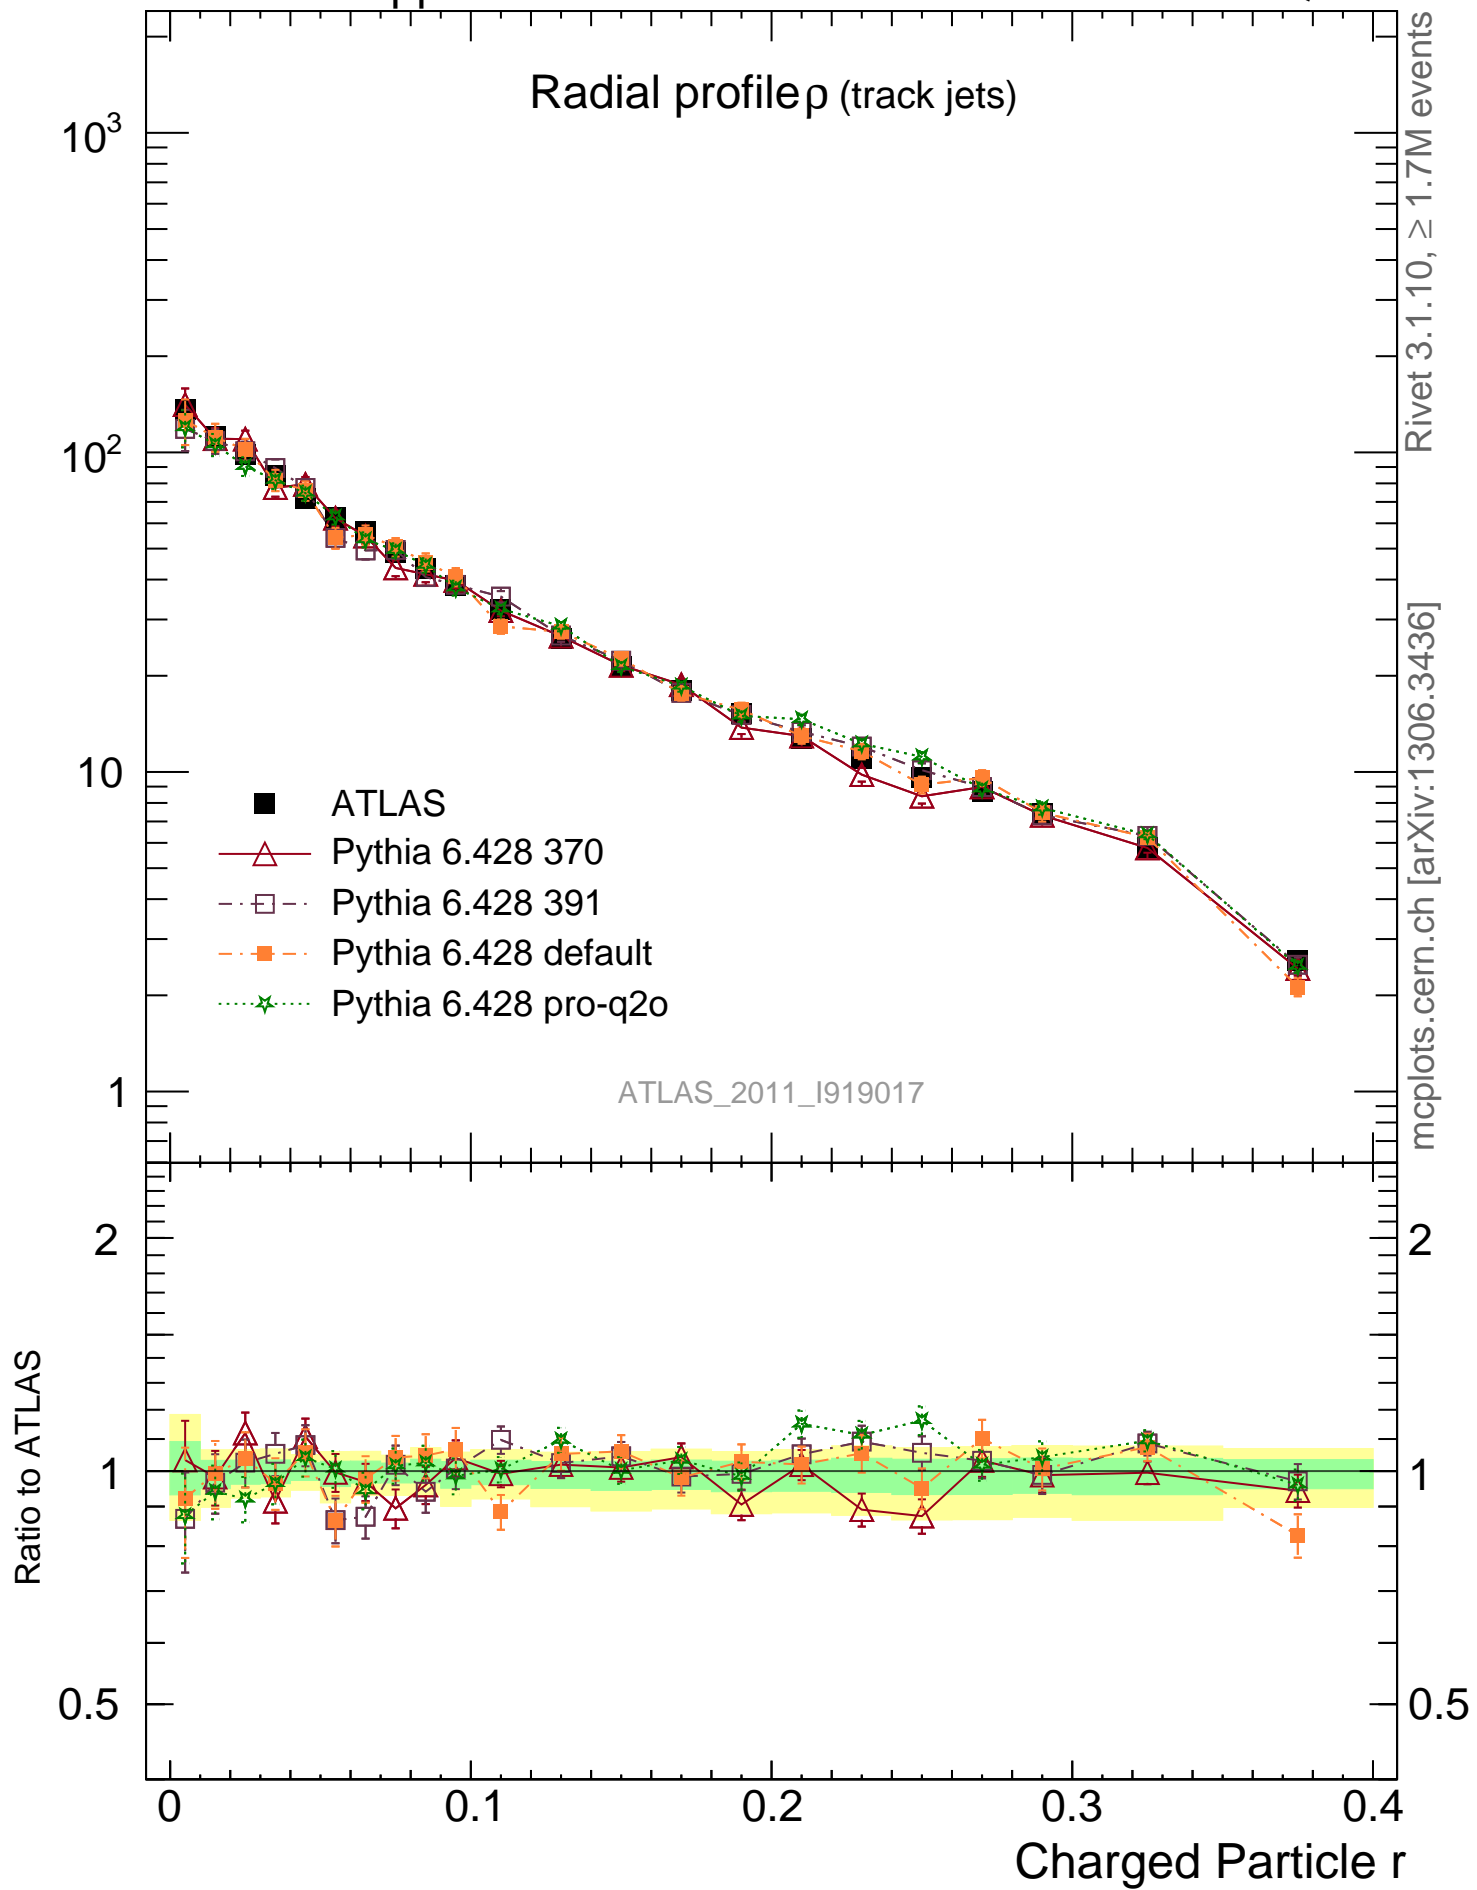 Radial profile ρ (track jets)
10³
10²
10
1
ATLAS
Pythia 6.428 370
Pythia 6.428 391
Pythia 6.428 default
Pythia 6.428 pro-q2o
ATLAS_2011_I919017
Rivet 3.1.10, ≥ 1.7M events
mcplots.cern.ch [arXiv:1306.3436]
Ratio to ATLAS
2
1
0.5
2
1
0.5
0 0.1 0.2 0.3 0.4
Charged Particle r